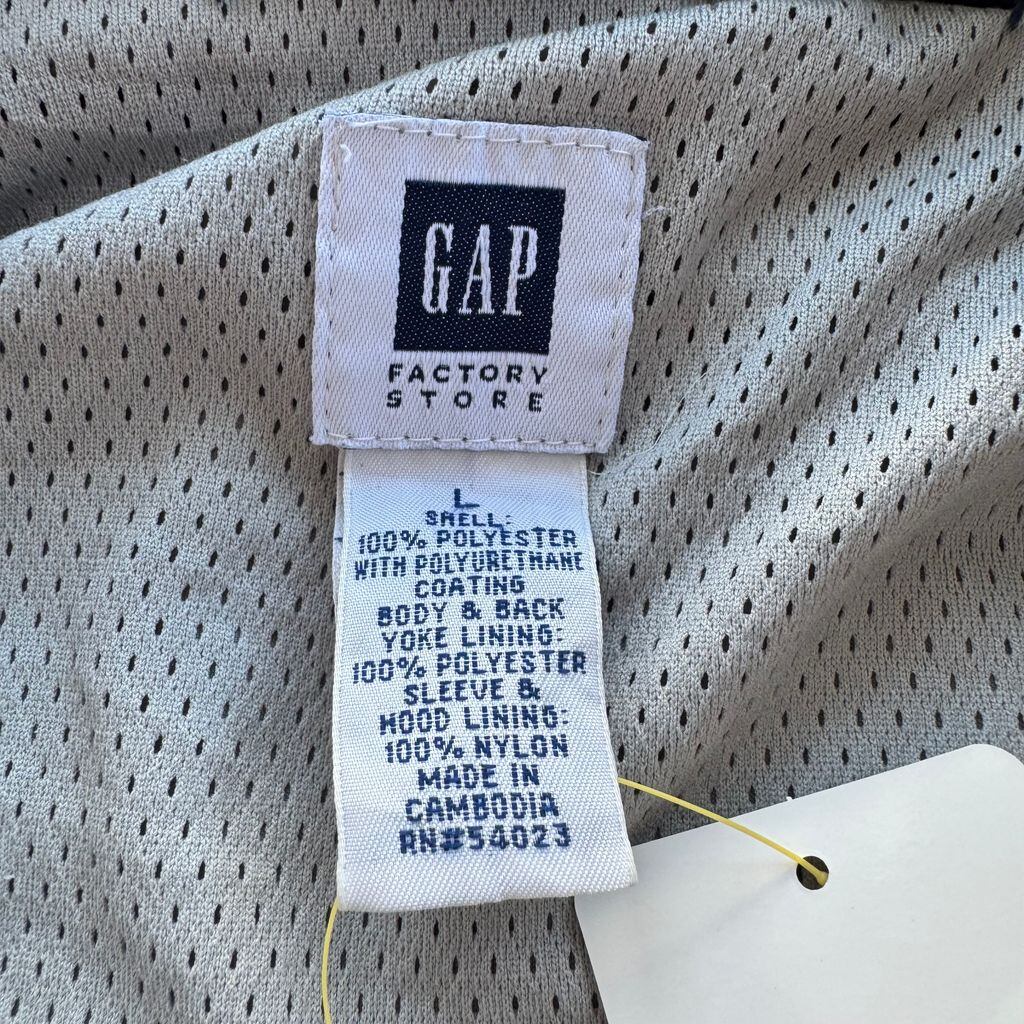 GAP
FACTORY
STORE
L
SHELL:
100% POLYESTER
WITH POLYURETHANE
COATING
BODY & BACK
YOKE LINING:
100% POLYESTER
SLEEVE &
HOOD LINING:
100% NYLON
MADE IN
CAMBODIA
RN#54023